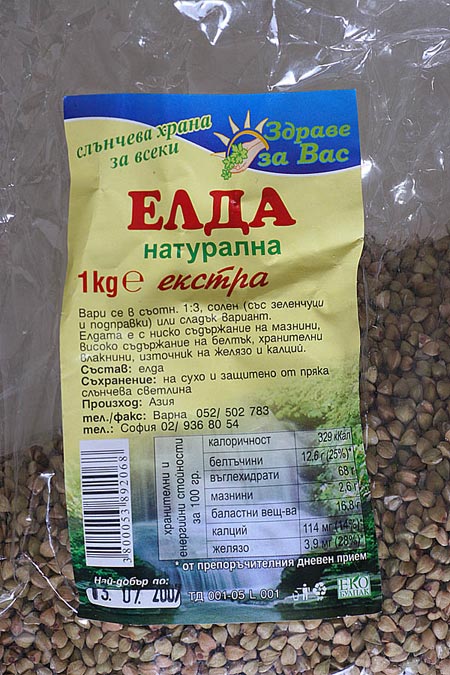 слънчева храна
за всеки
Здраве
за Вас
ЕЛДА
натурална
1kg℮ екстра
Вари се в съотн. 1:3, солен (със зеленчуци
и подправки) или сладък вариант.
Елдата е с ниско съдържание на мазнини,
високо съдържание на белтък, хранителни
влакнини, източник на желязо и калций.
Състав: елда
Съхранение: на сухо и защитено от пряка
слънчева светлина
Произход: Азия
тел./факс: Варна 052/ 502 783
тел.: София 02/ 936 80 54
хранителни и
енергийни стойности
за 100 гр.
калоричност 329 кКал
белтъчини 12,6 г (25%)*
въглехидрати 68 г
мазнини 2,6 г
баластни вещ-ва 16,8 г
калций 114 мг (14%)
желязо 3,9 мг (28%)
* от препоръчителния дневен прием
3800053892068
Най-добър до:
ТД 001-05 L 001
ЕКО
БУЛПАК